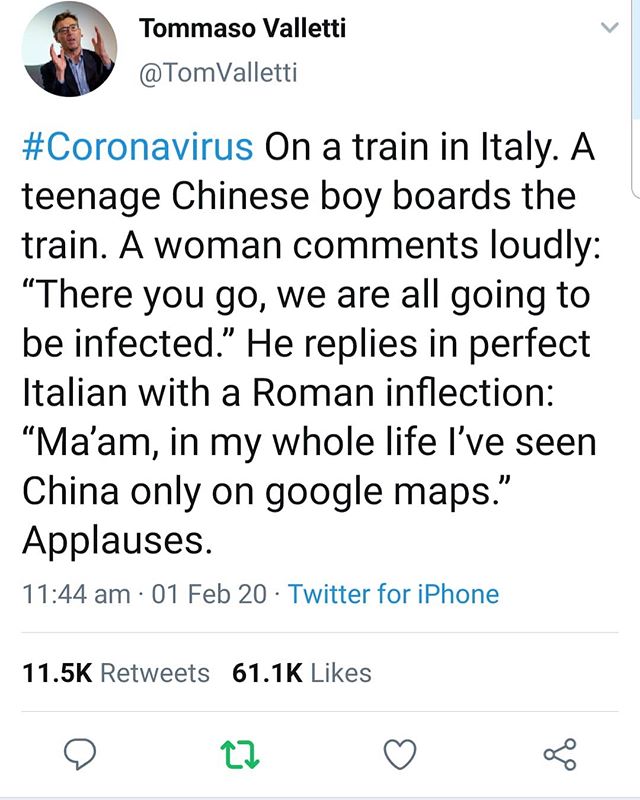 Tommaso Valletti
@TomValletti
#Coronavirus On a train in Italy. A
teenage Chinese boy boards the
train. A woman comments loudly:
“There you go, we are all going to
be infected.” He replies in perfect
Italian with a Roman inflection:
“Ma’am, in my whole life I’ve seen
China only on google maps.”
Applauses.
11:44 am · 01 Feb 20 · Twitter for iPhone
11.5K Retweets 61.1K Likes